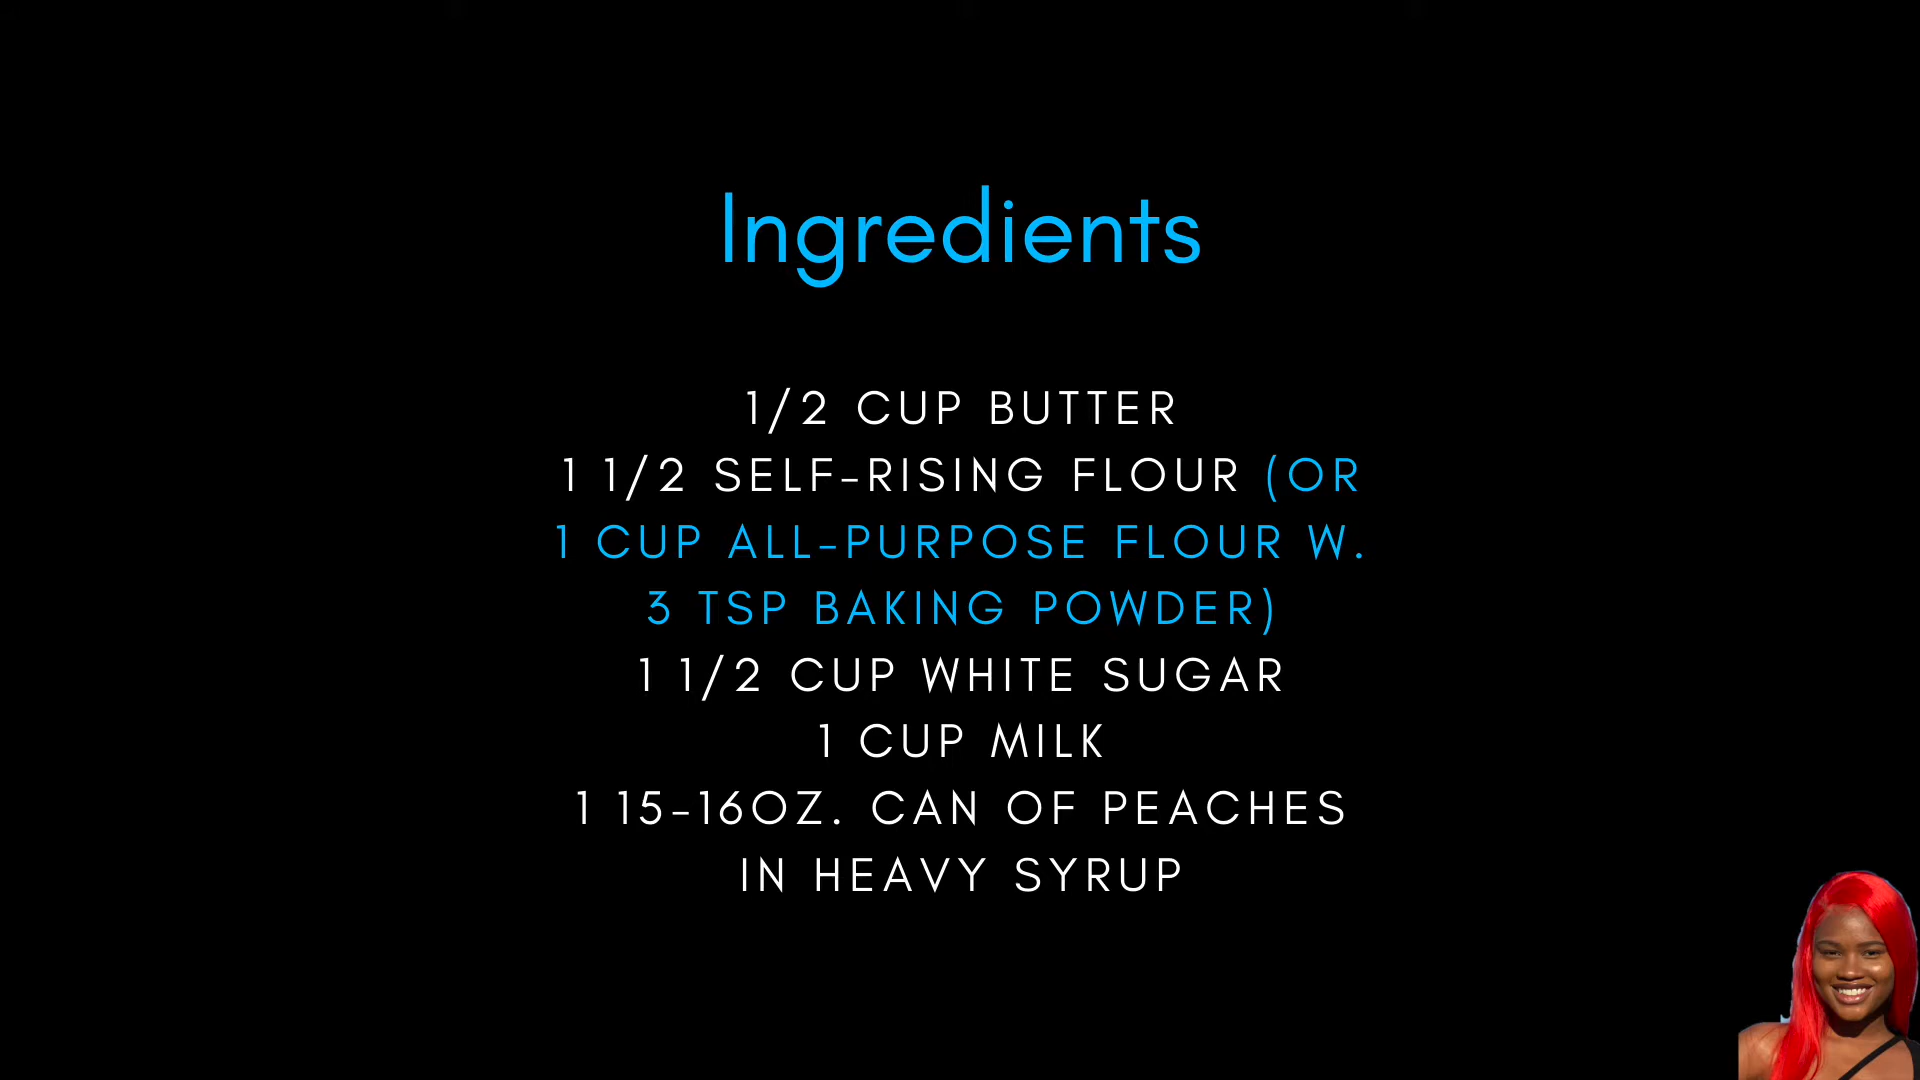 Ingredients
1/2 CUP BUTTER
1 1/2 SELF-RISING FLOUR (OR
1 CUP ALL-PURPOSE FLOUR W.
3 TSP BAKING POWDER)
1 1/2 CUP WHITE SUGAR
1 CUP MILK
1 15-16OZ. CAN OF PEACHES
IN HEAVY SYRUP